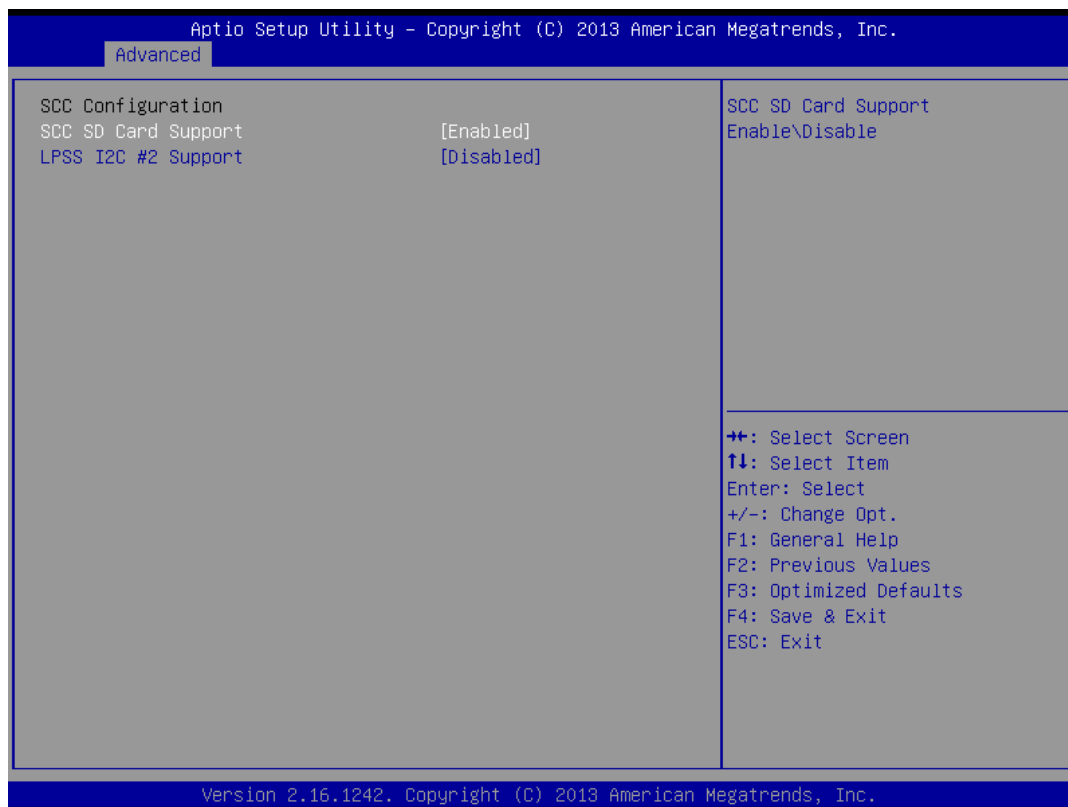 Aptio Setup Utility – Copyright (C) 2013 American Megatrends, Inc.
Advanced
SCC Configuration
SCC SD Card Support [Enabled]
LPSS I2C #2 Support [Disabled]
SCC SD Card Support
Enable\Disable
→←: Select Screen
↑↓: Select Item
Enter: Select
+/-: Change Opt.
F1: General Help
F2: Previous Values
F3: Optimized Defaults
F4: Save & Exit
ESC: Exit
Version 2.16.1242. Copyright (C) 2013 American Megatrends, Inc.